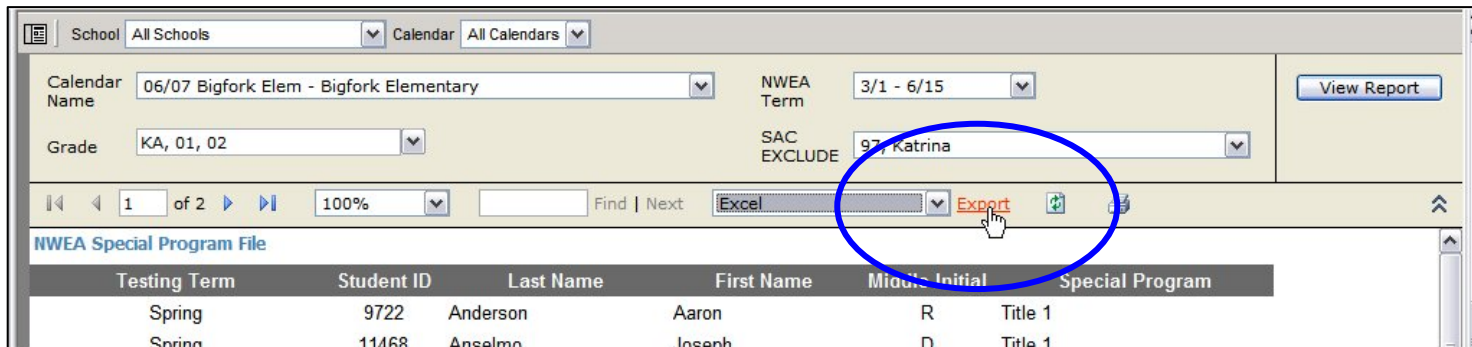 School All Schools Calendar All Calendars
Calendar Name 06/07 Bigfork Elem - Bigfork Elementary NWEA Term 3/1 - 6/15 View Report
Grade KA, 01, 02 SAC EXCLUDE 97, Katrina
1 of 2 100% Find | Next Excel Export
NWEA Special Program File
Testing Term Student ID Last Name First Name Middle Initial Special Program
Spring 9722 Anderson Aaron R Title 1
Spring 11468 Anselmo Joseph D Title 1